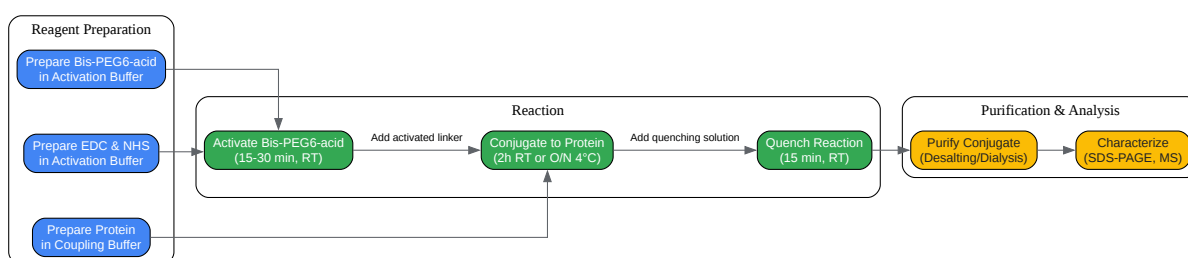 Reagent Preparation
Prepare Bis-PEG6-acid
in Activation Buffer
Prepare EDC & NHS
in Activation Buffer
Prepare Protein
in Coupling Buffer
Reaction
Activate Bis-PEG6-acid
(15-30 min, RT)
Add activated linker
Conjugate to Protein
(2h RT or O/N 4°C)
Add quenching solution
Quench Reaction
(15 min, RT)
Purification & Analysis
Purify Conjugate
(Desalting/Dialysis)
Characterize
(SDS-PAGE, MS)